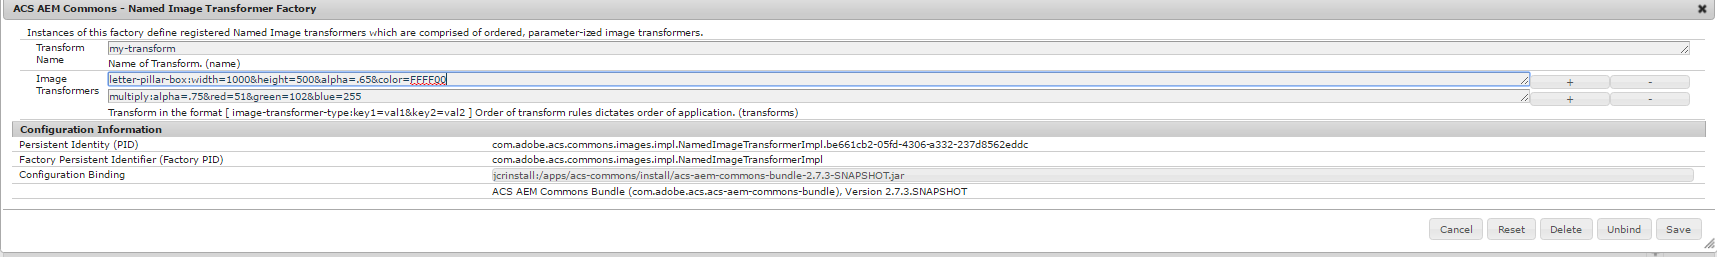 ACS AEM Commons - Named Image Transformer Factory
Instances of this factory define registered Named Image transformers which are comprised of ordered, parameter-ized image transformers.
Transform Name
my-transform
Name of Transform. (name)
Image Transformers
letter-pillar-box:width=1000&height=500&alpha=.65&color=FFFF00
+ -
multiply:alpha=.75&red=51&green=102&blue=255
+ -
Transform in the format [ image-transformer-type:key1=val1&key2=val2 ] Order of transform rules dictates order of application. (transforms)
Configuration Information
Persistent Identity (PID) com.adobe.acs.commons.images.impl.NamedImageTransformerImpl.be661cb2-05fd-4306-a332-237d8562eddc
Factory Persistent Identifier (Factory PID) com.adobe.acs.commons.images.impl.NamedImageTransformerImpl
Configuration Binding jcrinstall:/apps/acs-commons/install/acs-aem-commons-bundle-2.7.3-SNAPSHOT.jar
ACS AEM Commons Bundle (com.adobe.acs.acs-aem-commons-bundle), Version 2.7.3.SNAPSHOT
Cancel Reset Delete Unbind Save